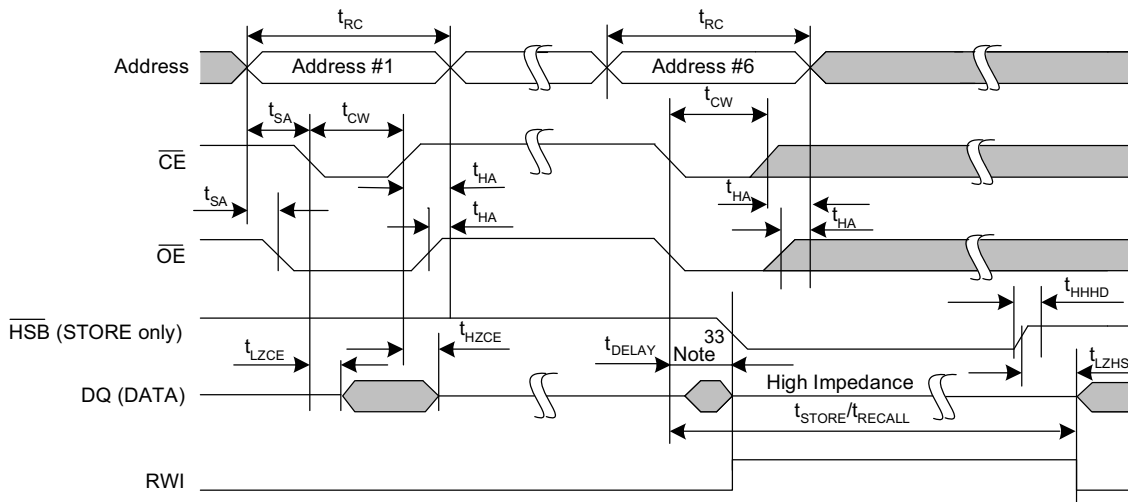 tRC tRC
Address Address #1 Address #6
tSA tCW tCW
CE
tHA
tSA tHA tHA tHA
OE
HSB (STORE only)
tHHHD
33
tLZCE tHZCE tDELAY Note tLZHS
High Impedance
DQ (DATA)
tSTORE/tRECALL
RWI